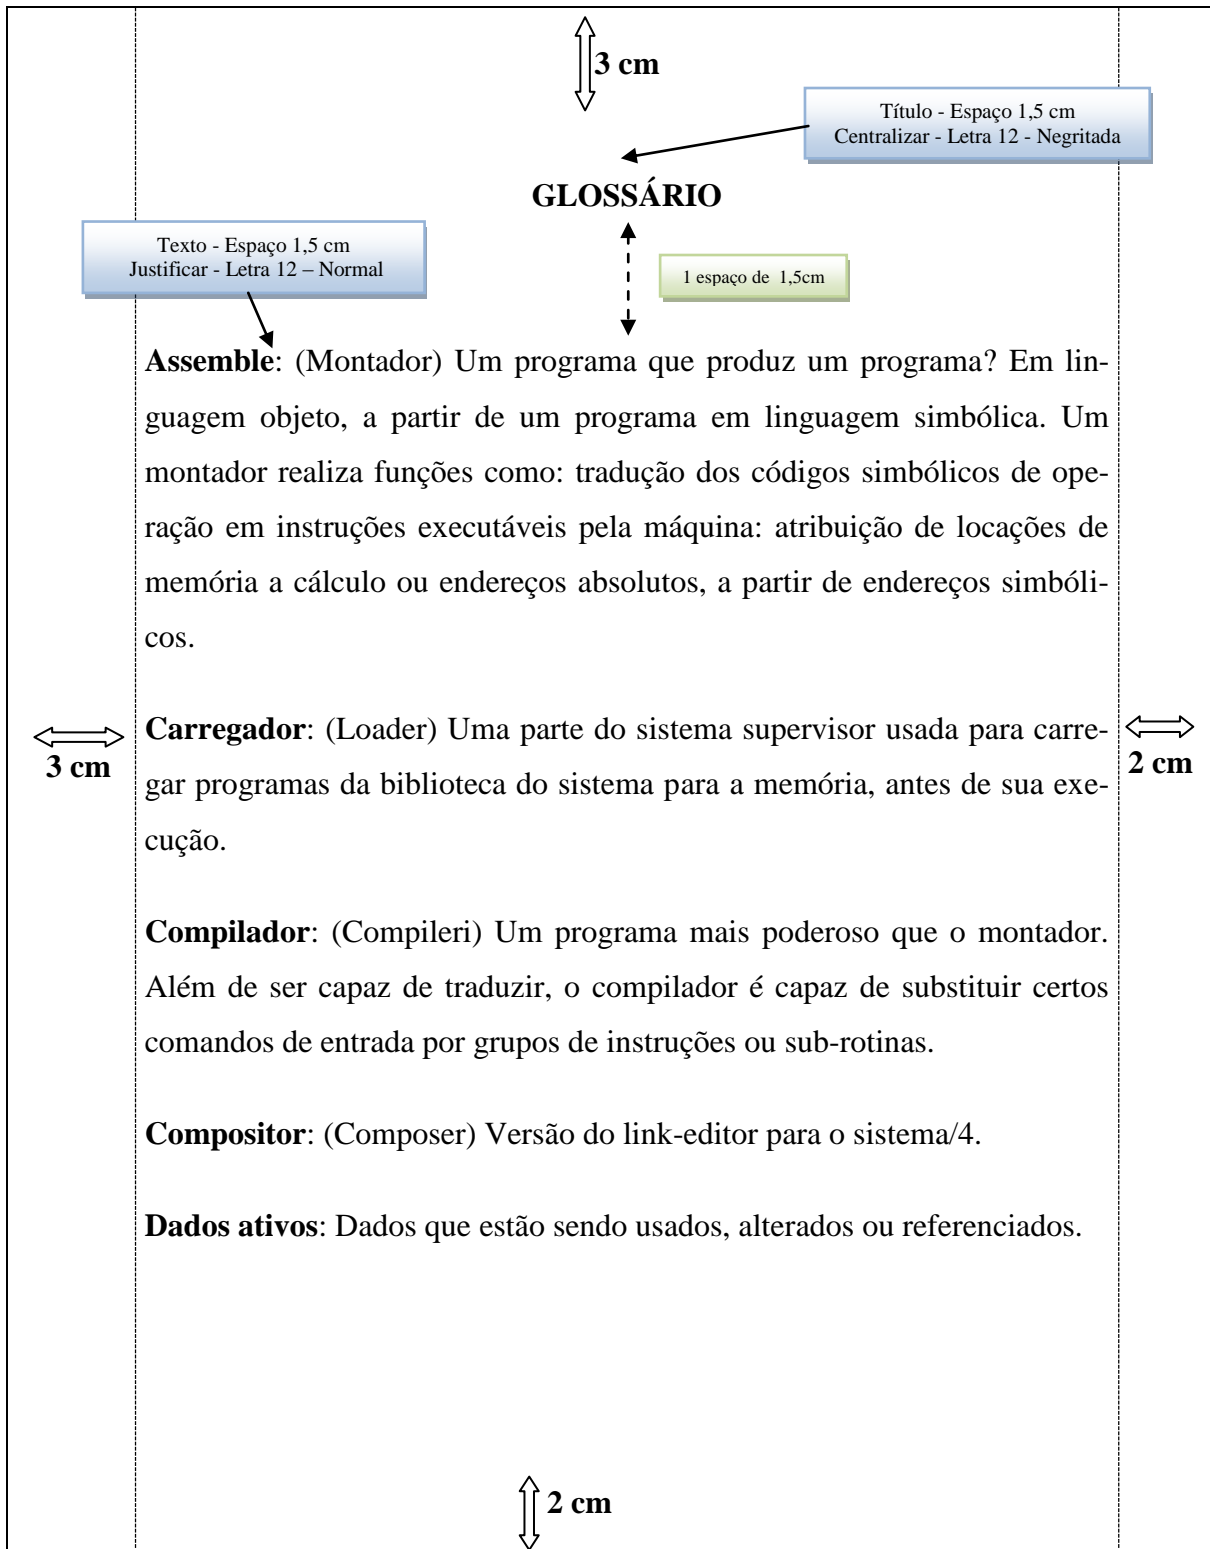 3 cm
Título - Espaço 1,5 cm
Centralizar - Letra 12 - Negritada
GLOSSÁRIO
Texto - Espaço 1,5 cm
Justificar - Letra 12 – Normal
1 espaço de 1,5cm
Assemble: (Montador) Um programa que produz um programa? Em lin-
guagem objeto, a partir de um programa em linguagem simbólica. Um
montador realiza funções como: tradução dos códigos simbólicos de ope-
ração em instruções executáveis pela máquina: atribuição de locações de
memória a cálculo ou endereços absolutos, a partir de endereços simbóli-
cos.
Carregador: (Loader) Uma parte do sistema supervisor usada para carre-
gar programas da biblioteca do sistema para a memória, antes de sua exe-
cução.
3 cm
2 cm
Compilador: (Compileri) Um programa mais poderoso que o montador.
Além de ser capaz de traduzir, o compilador é capaz de substituir certos
comandos de entrada por grupos de instruções ou sub-rotinas.
Compositor: (Composer) Versão do link-editor para o sistema/4.
Dados ativos: Dados que estão sendo usados, alterados ou referenciados.
2 cm